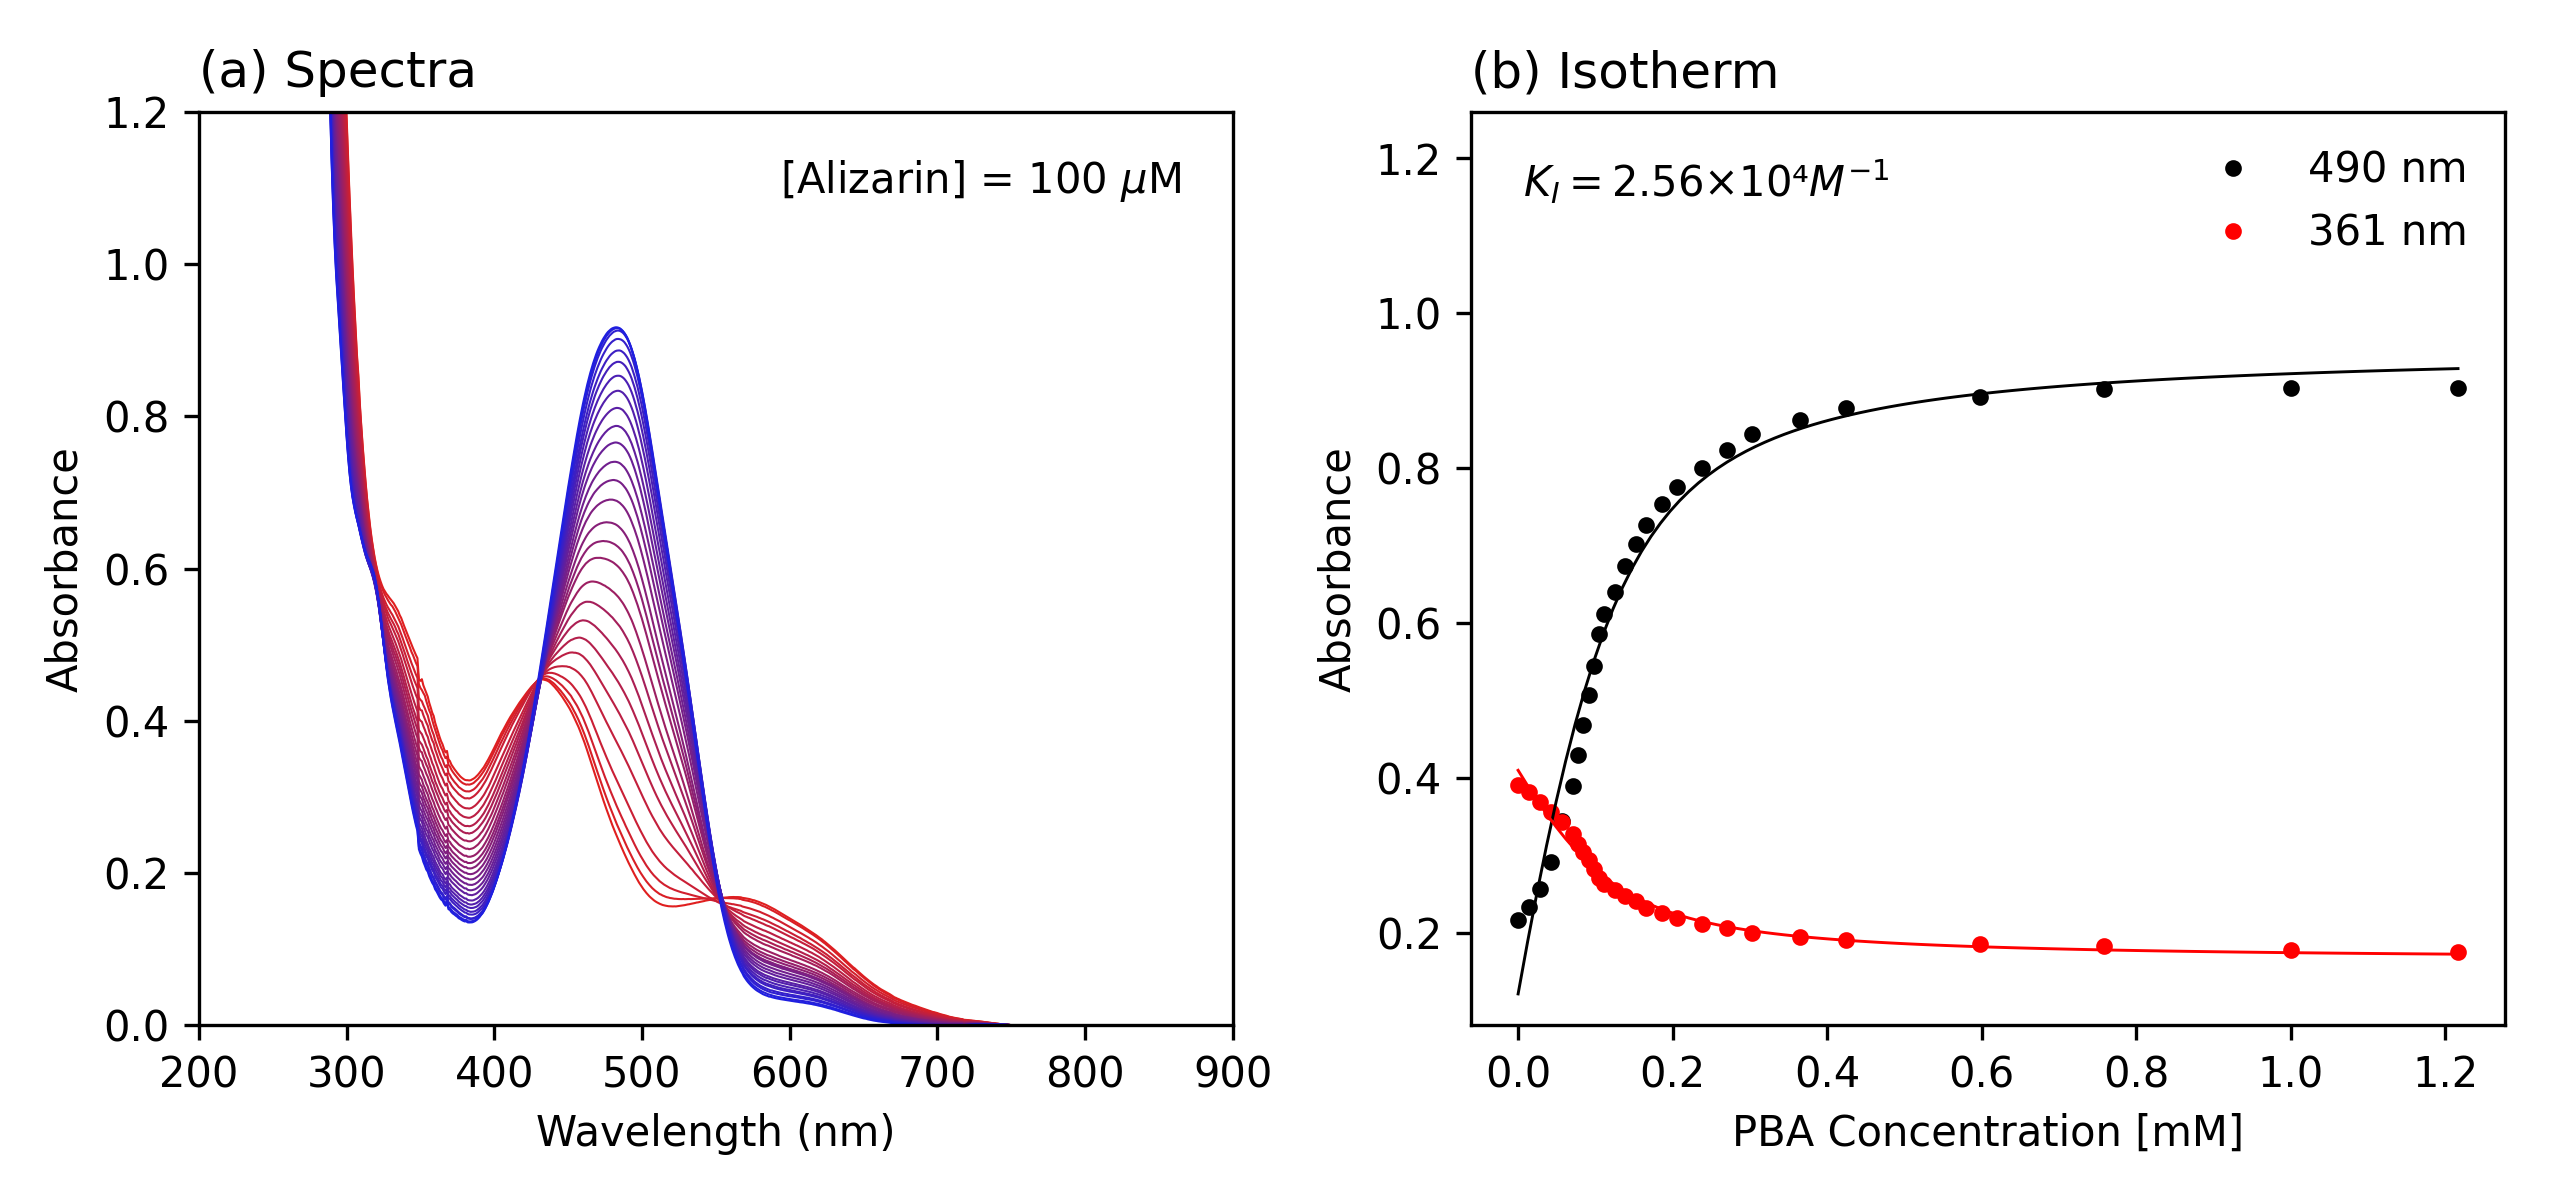 (a) Spectra
1.2
1.0
0.8
0.6
0.4
0.2
0.0
Absorbance
[Alizarin] = 100 μM
200 300 400 500 600 700 800 900
Wavelength (nm)
(b) Isotherm
1.2
1.0
0.8
0.6
0.4
0.2
Absorbance
K_I = 2.56×10⁴M⁻¹
490 nm
361 nm
0.0 0.2 0.4 0.6 0.8 1.0 1.2
PBA Concentration [mM]